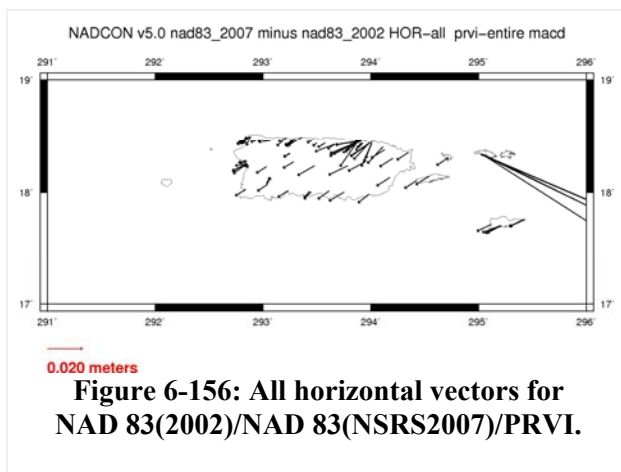 NADCON v5.0 nad83_2007 minus nad83_2002 HOR-all prvi-entire macd
291° 292° 293° 294° 295° 296°
19° 19°
18° 18°
17° 17°
291° 292° 293° 294° 295° 296°
0.020 meters
Figure 6-156: All horizontal vectors for
NAD 83(2002)/NAD 83(NSRS2007)/PRVI.